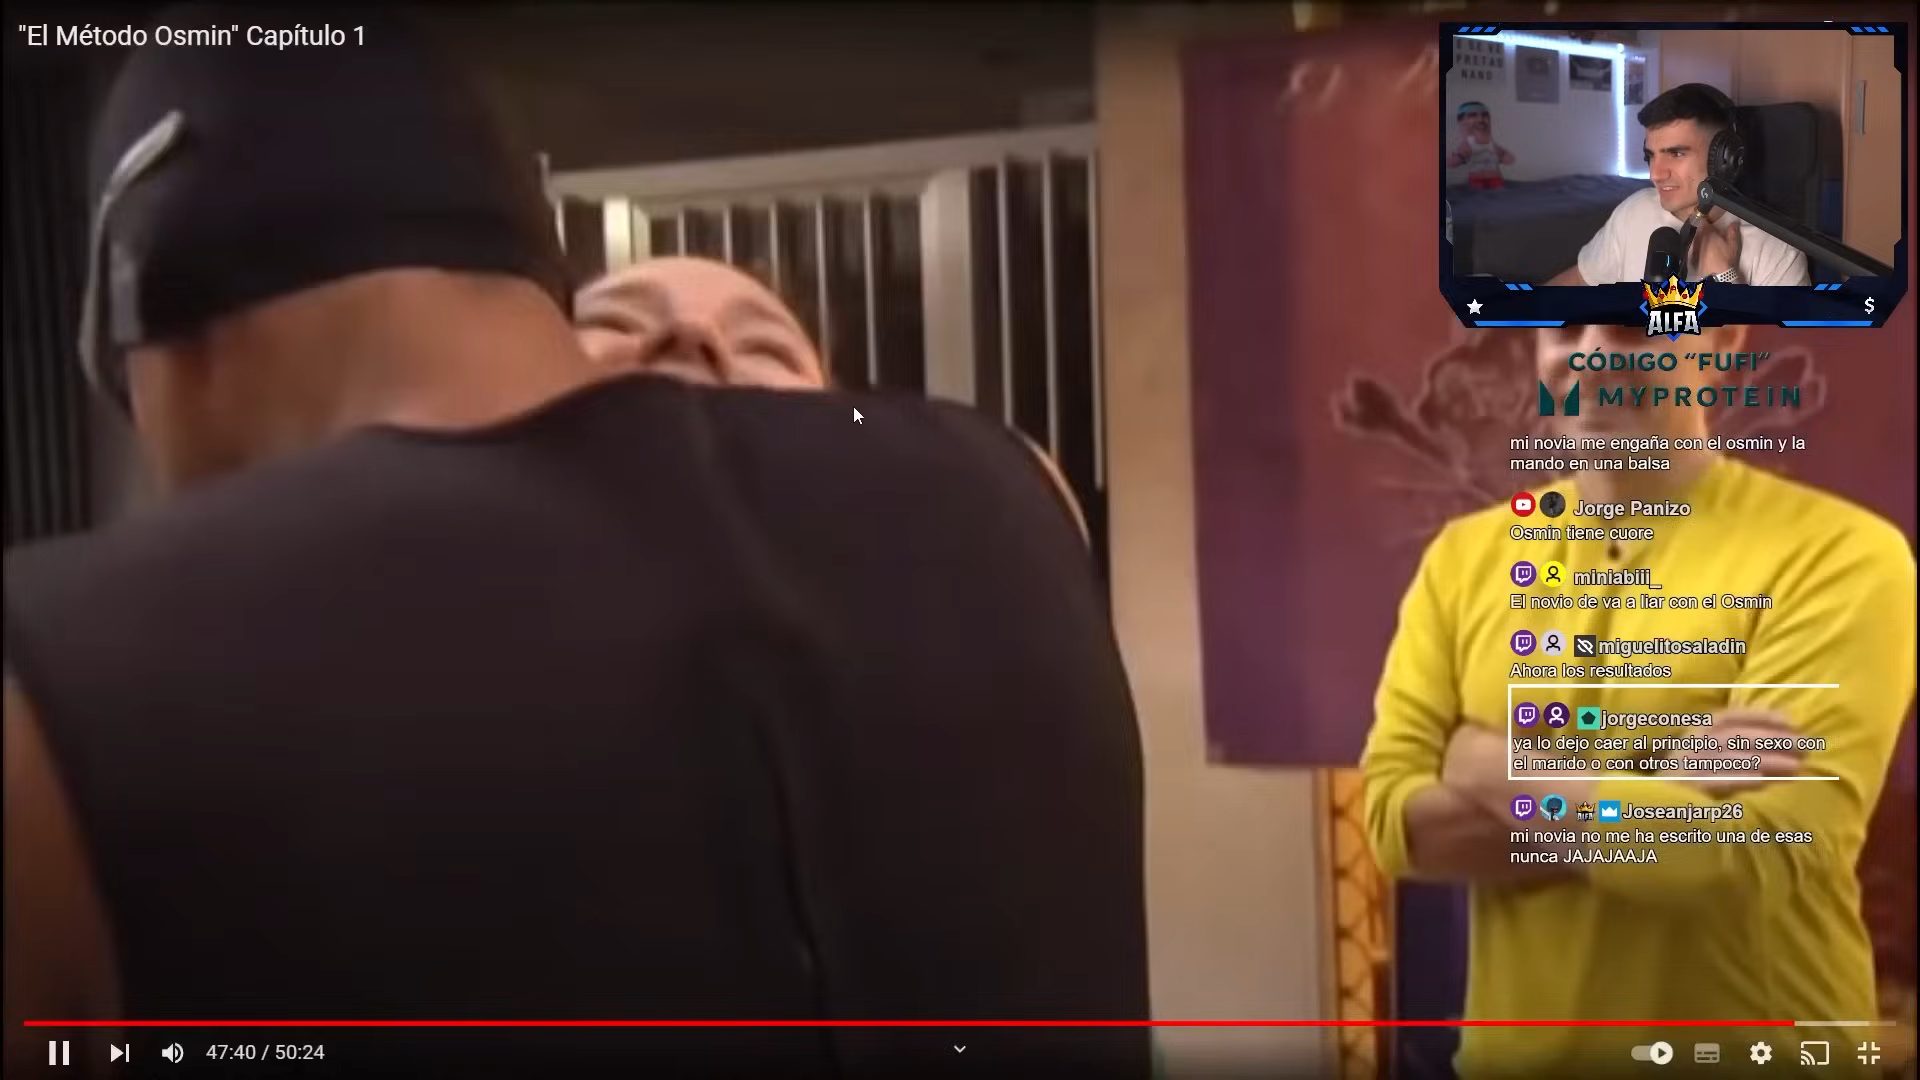 "El Método Osmin" Capítulo 1
PRETAO
NANO
ALFA
$
CÓDIGO "FUFI"
MYPROTEIN
mi novia me engaña con el osmin y la
mando en una balsa
Jorge Panizo
Osmin tiene cuore
miniabiii_
El novio de va a liar con el Osmin
miguelitosaladin
Ahora los resultados
jorgeconesa
ya lo dejo caer al principio, sin sexo con
el marido o con otros tampoco?
Joseanjarp26
mi novia no me ha escrito una de esas
nunca JAJAJAAJA
47:40 / 50:24